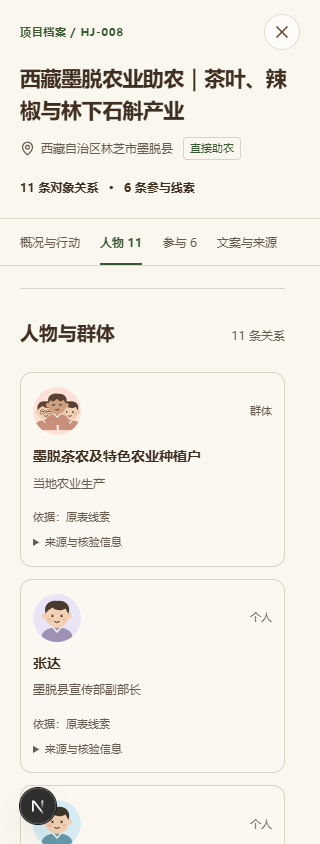 项目档案 / HJ-008
西藏墨脱农业助农｜茶叶、辣
椒与林下石斛产业
西藏自治区林芝市墨脱县 直接助农
11 条对象关系 • 6 条参与线索
概况与行动 人物 11 参与 6 文案与来源
人物与群体 11 条关系
群体
墨脱茶农及特色农业种植户
当地农业生产
依据：原表线索
▶ 来源与核验信息
个人
张达
墨脱县宣传部副部长
依据：原表线索
▶ 来源与核验信息
N 个人